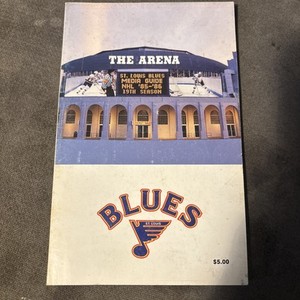 THE ARENA
ST. LOUIS BLUES
MEDIA GUIDE
NHL '85-'86
19TH SEASON
BLUES
ST. LOUIS
$5.00